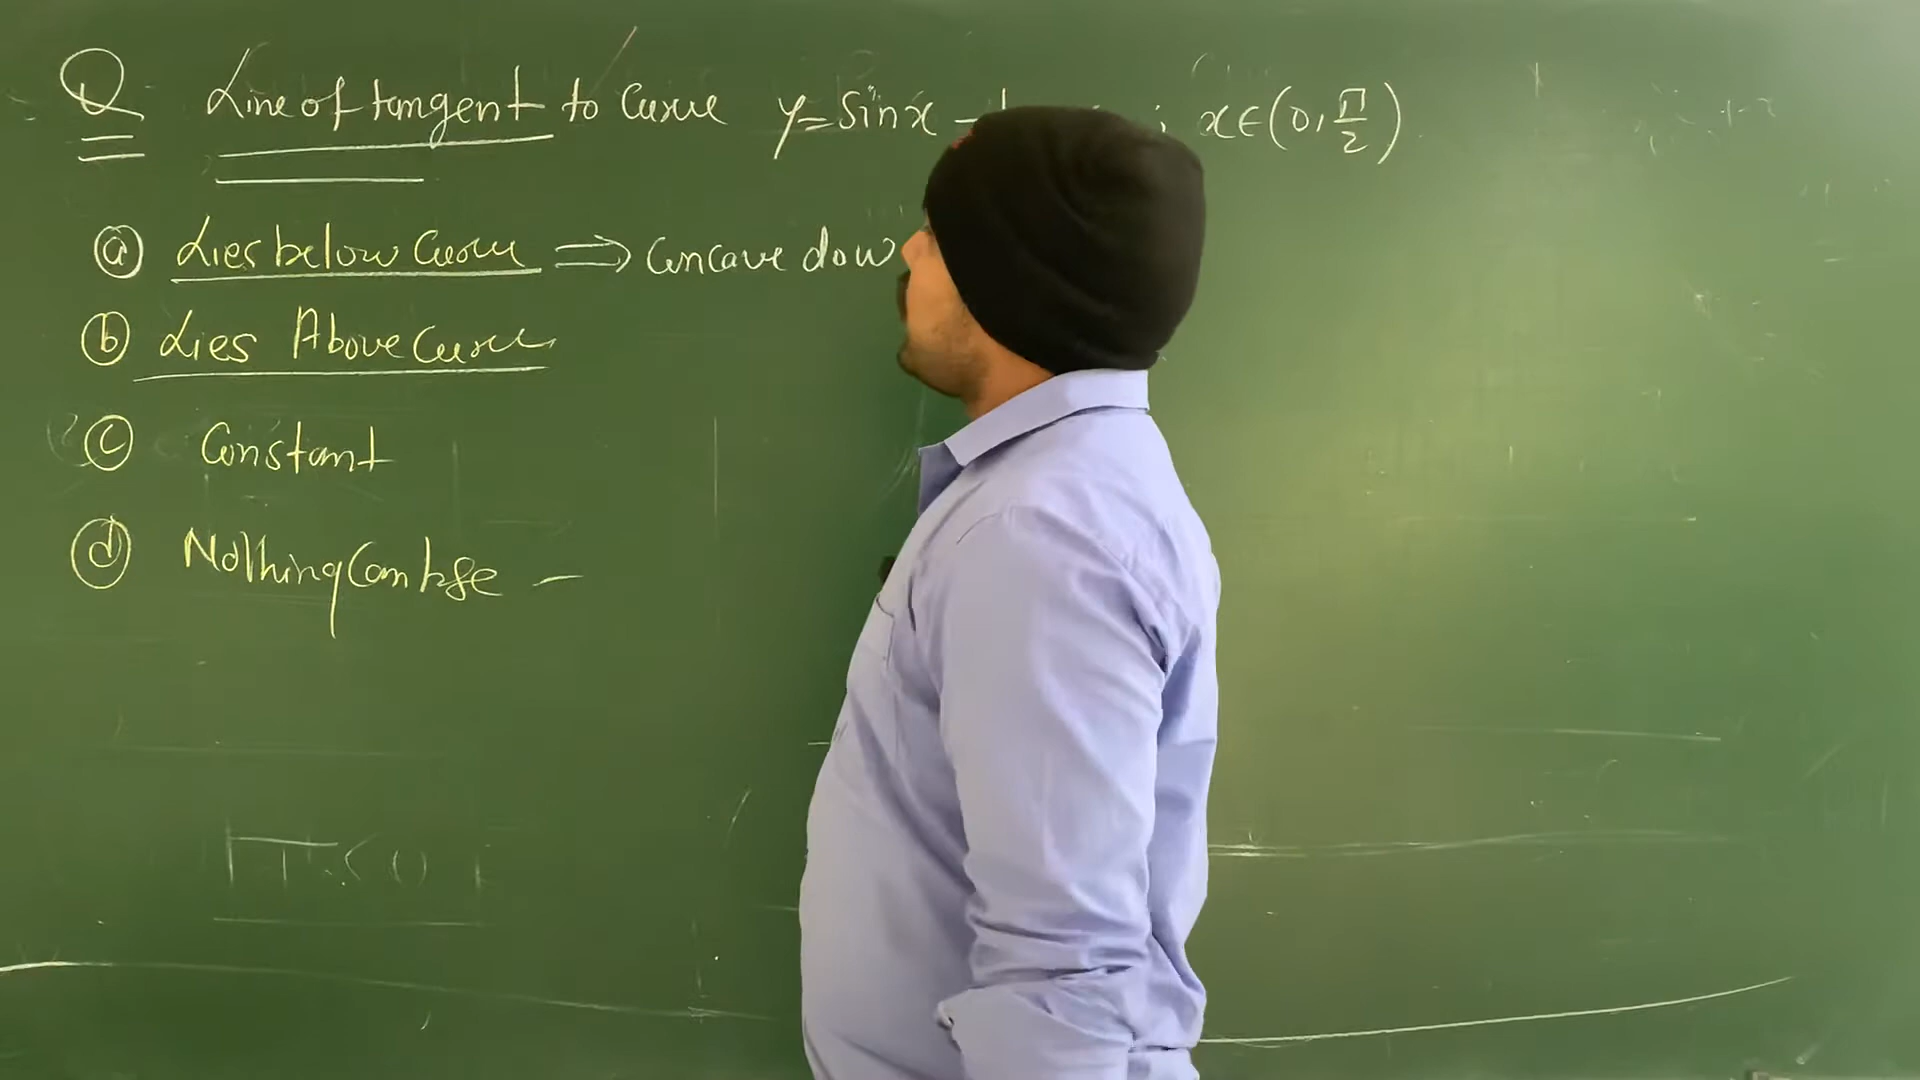 Q Line of tangent to Curve y = Sinx - ; x∈(0, π/2)
(a) Lies below Curve ⇒ Concave dow
(b) Lies Above Curve
(c) Constant
(d) Nothing Can be